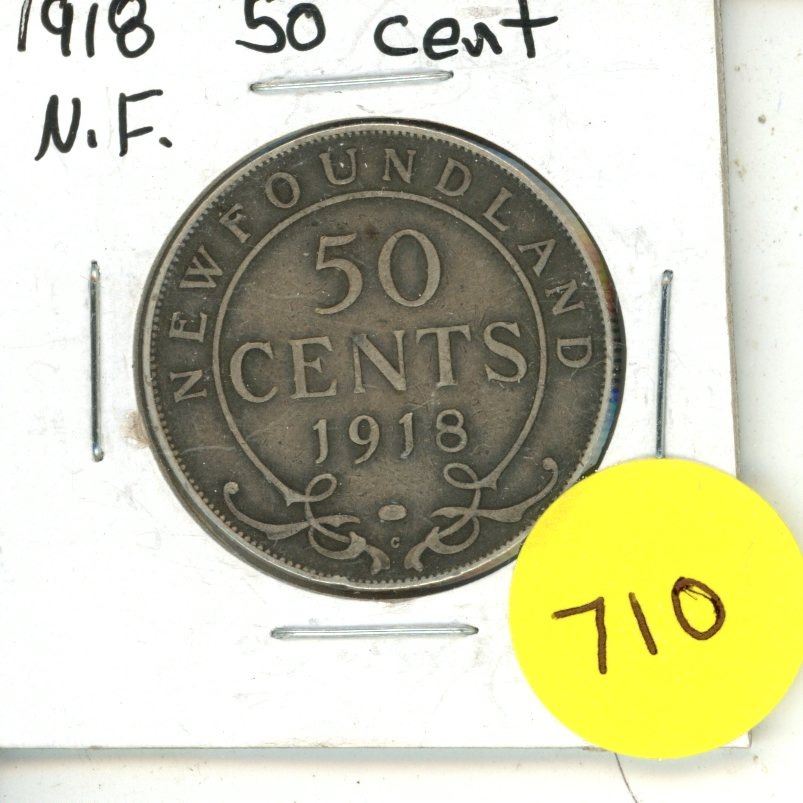 1918 50 cent
N.F.
NEWFOUNDLAND
50
CENTS
1918
C
710